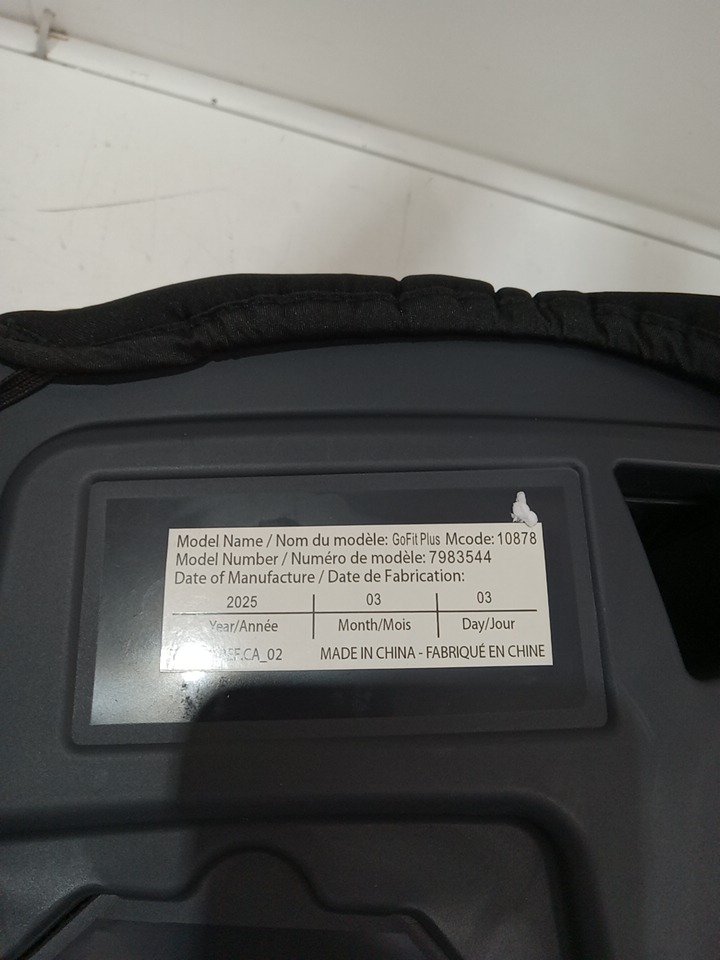 Model Name / Nom du modèle: GoFit Plus Mcode: 10878
Model Number / Numéro de modèle: 7983544
Date of Manufacture / Date de Fabrication:
2025 03 03
Year/Année Month/Mois Day/Jour
MADE IN CHINA - FABRIQUÉ EN CHINE